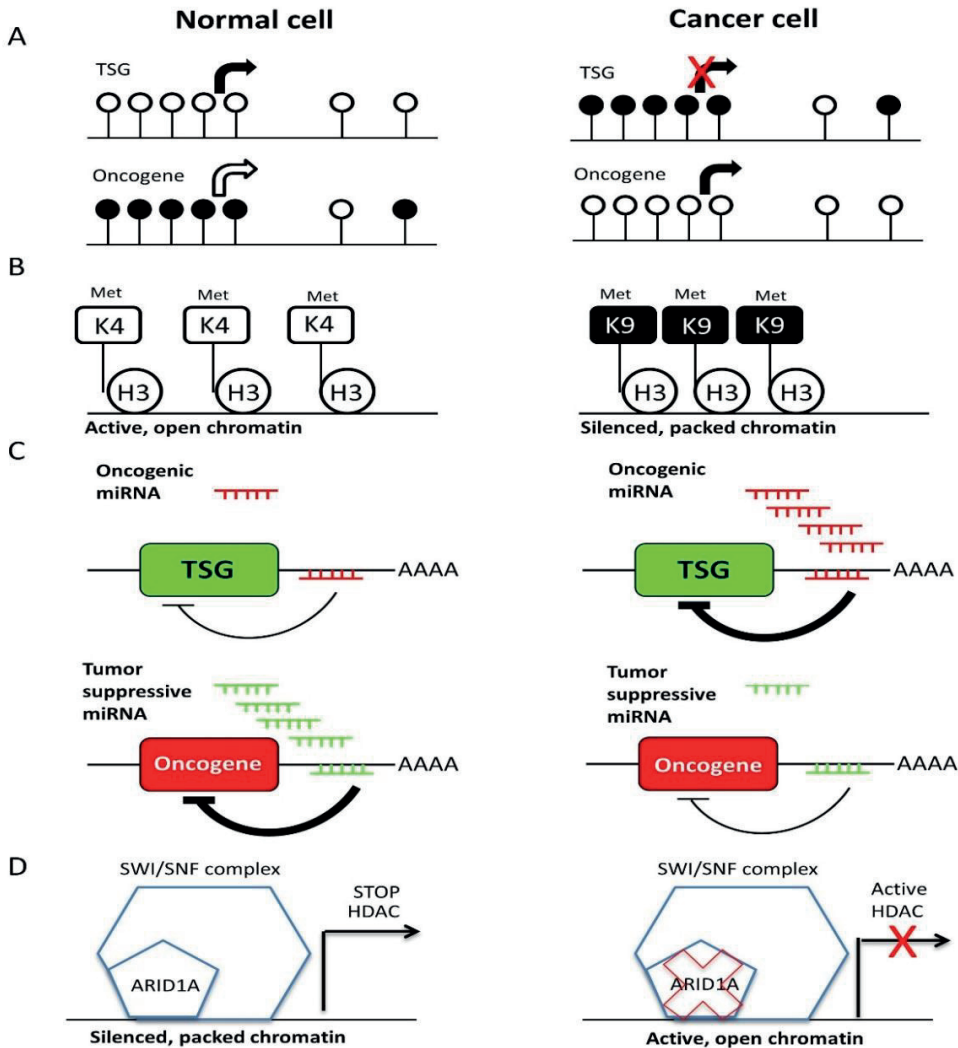 Normal cell
Cancer cell
A
TSG
TSG
X
Oncogene
Oncogene
B
Met Met Met
K4 K4 K4
H3 H3 H3
Active, open chromatin
Met Met Met
K9 K9 K9
H3 H3 H3
Silenced, packed chromatin
C
Oncogenic
miRNA
TSG
AAAA
Oncogenic
miRNA
TSG
AAAA
Tumor
suppressive
miRNA
Oncogene
AAAA
Tumor
suppressive
miRNA
Oncogene
AAAA
D
SWI/SNF complex
STOP
HDAC
ARID1A
Silenced, packed chromatin
SWI/SNF complex
Active
HDAC
X
ARID1A
Active, open chromatin